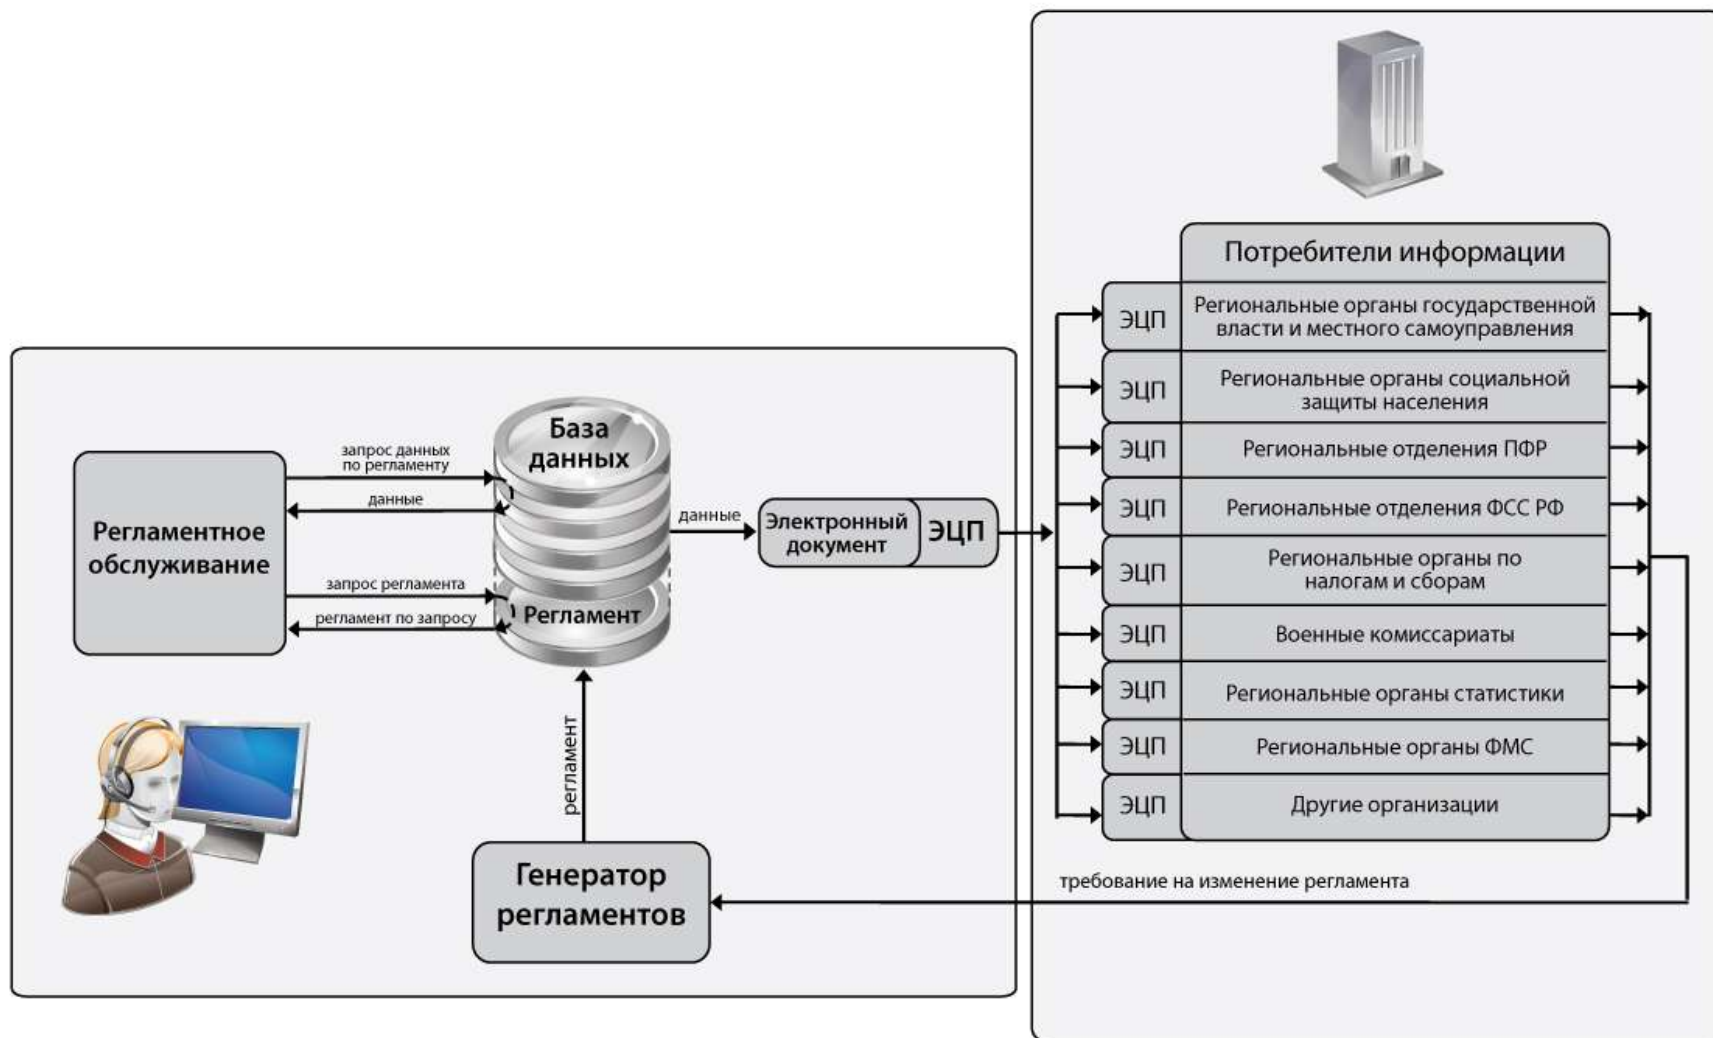 Потребители информации
ЭЦП
Региональные органы государственной
власти и местного самоуправления
ЭЦП
Региональные органы социальной
защиты населения
ЭЦП
Региональные отделения ПФР
ЭЦП
Региональные отделения ФСС РФ
ЭЦП
Региональные органы по
налогам и сборам
ЭЦП
Военные комиссариаты
ЭЦП
Региональные органы статистики
ЭЦП
Региональные органы ФМС
ЭЦП
Другие организации
требование на изменение регламента
База
данных
запрос данных
по регламенту
данные
Регламентное
обслуживание
запрос регламента
регламент по запросу
Регламент
данные
Электронный
документ
ЭЦП
регламент
Генератор
регламентов